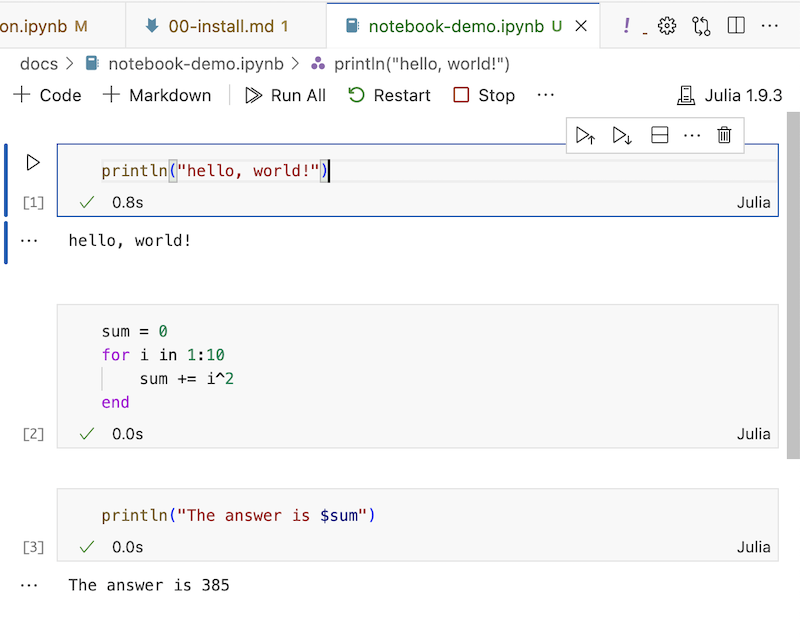 on.ipynb M
00-install.md 1
notebook-demo.ipynb U
docs > notebook-demo.ipynb > println("hello, world!")
+ Code + Markdown Run All Restart Stop ... Julia 1.9.3
println("hello, world!")
[1] 0.8s Julia
hello, world!
sum = 0
for i in 1:10
    sum += i^2
end
[2] 0.0s Julia
println("The answer is $sum")
[3] 0.0s Julia
The answer is 385